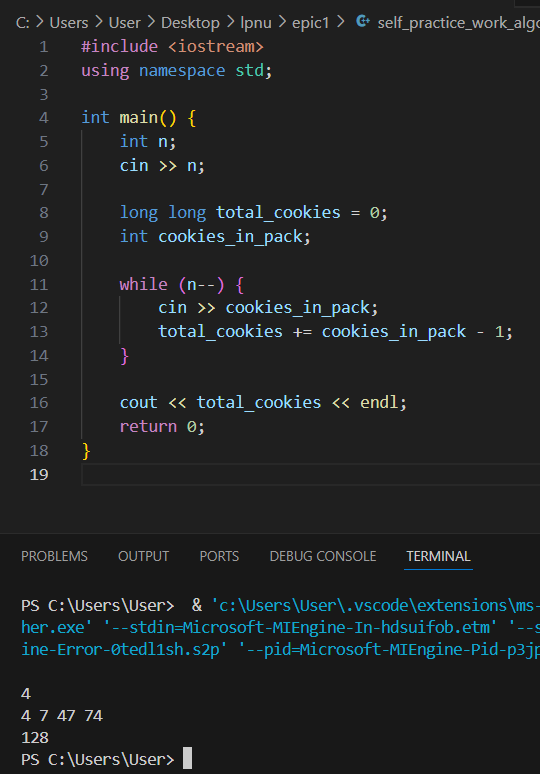 C: > Users > User > Desktop > lpnu > epic1 > self_practice_work_algo
1 #include <iostream>
2 using namespace std;
3
4 int main() {
5 int n;
6 cin >> n;
7
8 long long total_cookies = 0;
9 int cookies_in_pack;
10
11 while (n--) {
12 cin >> cookies_in_pack;
13 total_cookies += cookies_in_pack - 1;
14 }
15
16 cout << total_cookies << endl;
17 return 0;
18 }
19
PROBLEMS OUTPUT PORTS DEBUG CONSOLE TERMINAL
PS C:\Users\User> & 'c:\Users\User\.vscode\extensions\ms-
her.exe' '--stdin=Microsoft-MIEngine-In-hdsuifob.etm' '--s
ine-Error-0tedl1sh.s2p' '--pid=Microsoft-MIEngine-Pid-p3jp
4
4 7 47 74
128
PS C:\Users\User>